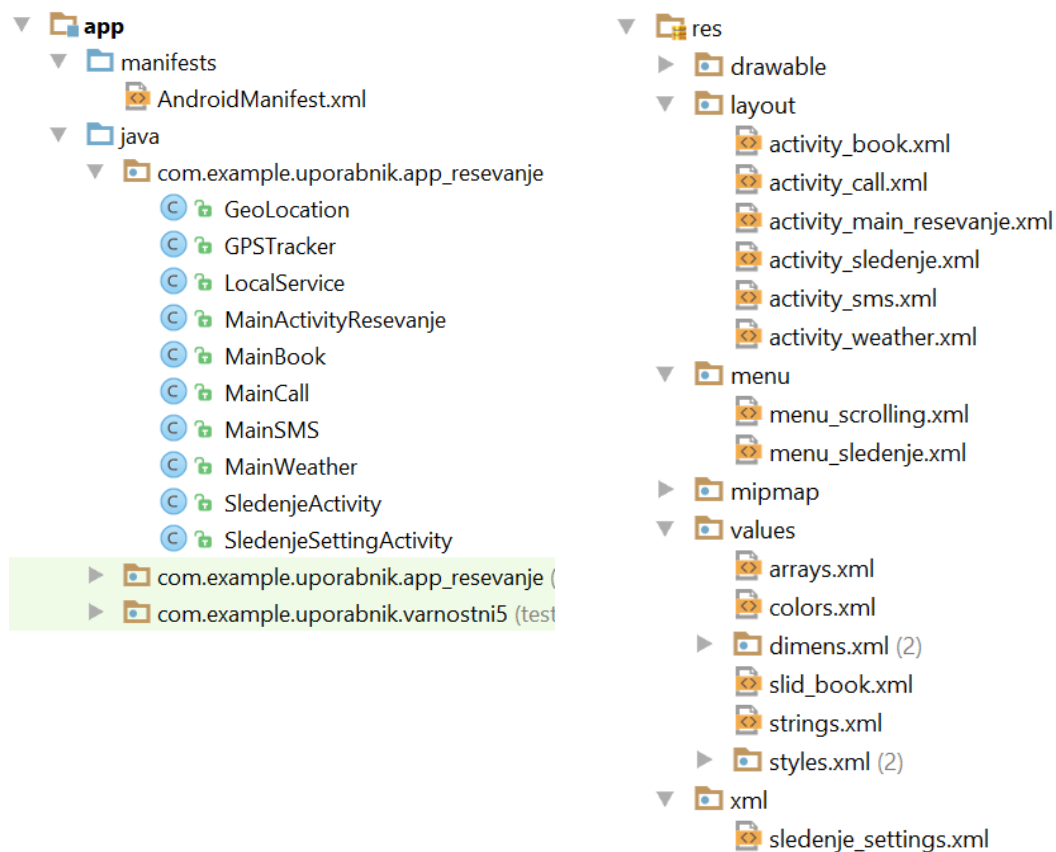 app
manifests
AndroidManifest.xml
java
com.example.uporabnik.app_resevanje
GeoLocation
GPSTracker
LocalService
MainActivityResevanje
MainBook
MainCall
MainSMS
MainWeather
SledenjeActivity
SledenjeSettingActivity
com.example.uporabnik.app_resevanje (
com.example.uporabnik.varnostni5 (test
res
drawable
layout
activity_book.xml
activity_call.xml
activity_main_resevanje.xml
activity_sledenje.xml
activity_sms.xml
activity_weather.xml
menu
menu_scrolling.xml
menu_sledenje.xml
mipmap
values
arrays.xml
colors.xml
dimens.xml (2)
slid_book.xml
strings.xml
styles.xml (2)
xml
sledenje_settings.xml